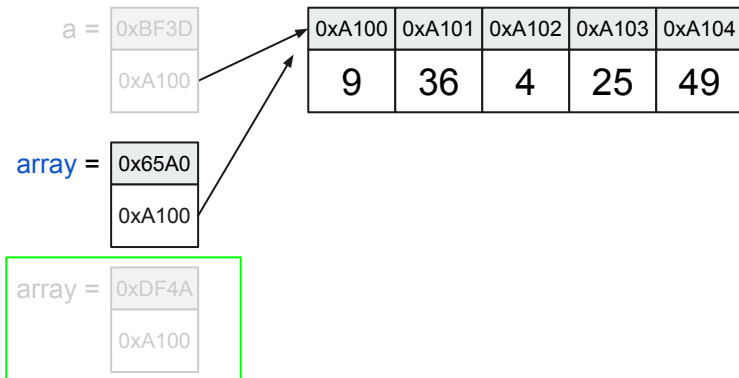 a = 0xBF3D 0xA100 0xA101 0xA102 0xA103 0xA104
0xA100 9 36 4 25 49
array = 0x65A0
0xA100
array = 0xDF4A
0xA100